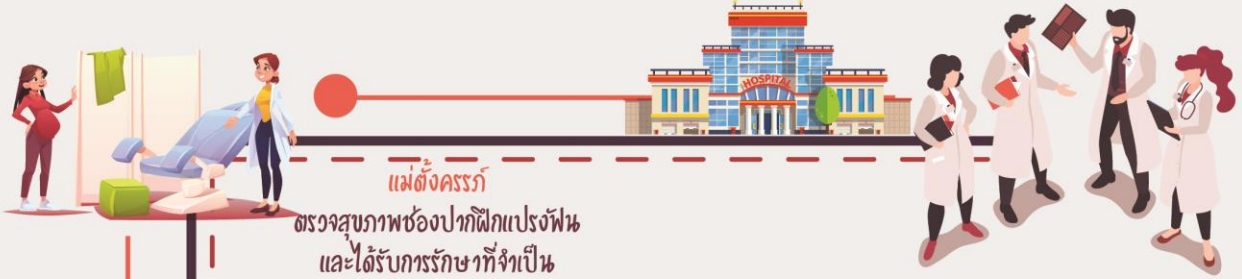 HOSPITAL
แม่ตั้งครรภ์
ตรวจสุขภาพช่องปากฝึกแปรงฟัน
และได้รับการรักษาที่จำเป็น